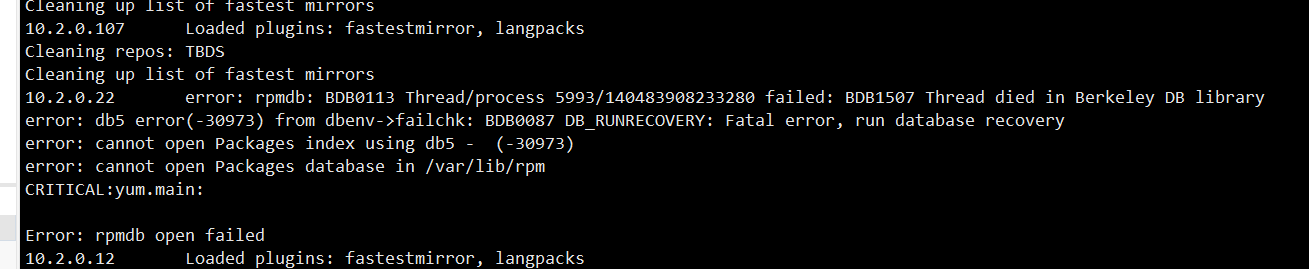 Cleaning up list of fastest mirrors
10.2.0.107      Loaded plugins: fastestmirror, langpacks
Cleaning repos: TBDS
Cleaning up list of fastest mirrors
10.2.0.22       error: rpmdb: BDB0113 Thread/process 5993/140483908233280 failed: BDB1507 Thread died in Berkeley DB library
error: db5 error(-30973) from dbenv->failchk: BDB0087 DB_RUNRECOVERY: Fatal error, run database recovery
error: cannot open Packages index using db5 -  (-30973)
error: cannot open Packages database in /var/lib/rpm
CRITICAL:yum.main:
Error: rpmdb open failed
10.2.0.12       Loaded plugins: fastestmirror, langpacks